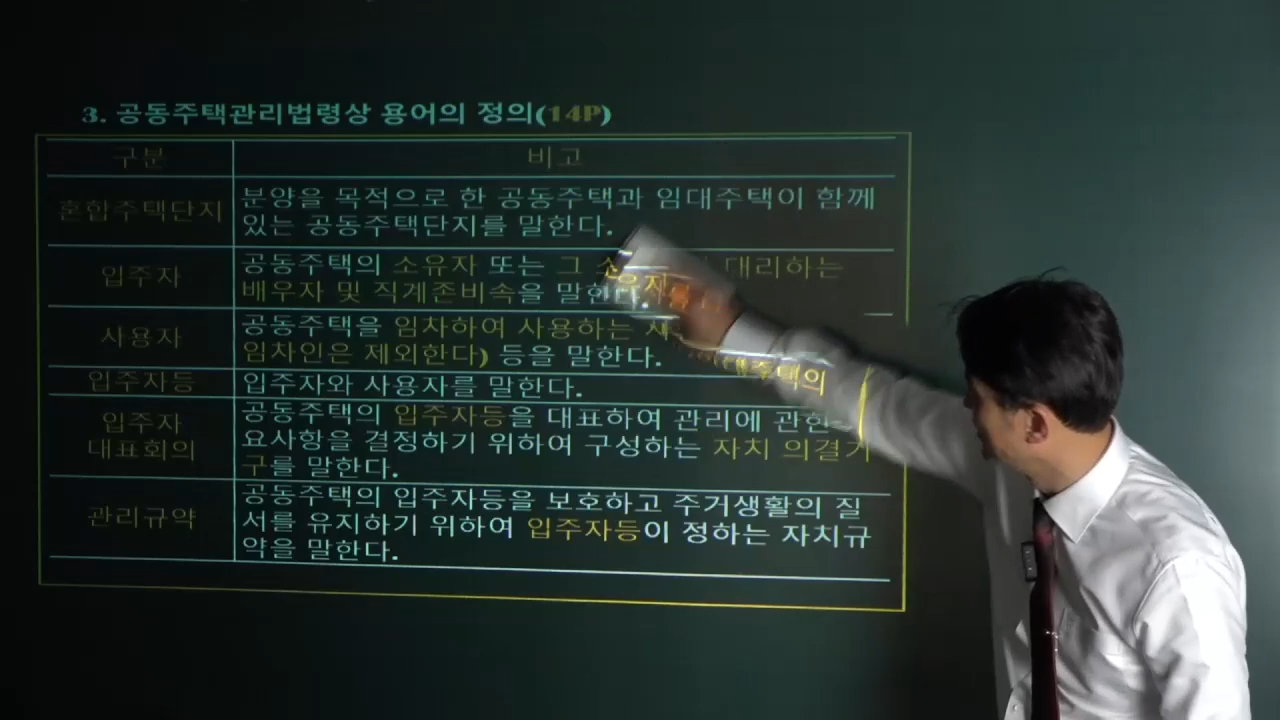 3. 공동주택관리법령상 용어의 정의(14P)
구분
비고
혼합주택단지
분양을 목적으로 한 공동주택과 임대주택이 함께
있는 공동주택단지를 말한다.
입주자
공동주택의 소유자 또는 그 소유자를 대리하는
배우자 및 직계존비속을 말한다.
사용자
공동주택을 임차하여 사용하는 주택의
임차인은 제외한다) 등을 말한다.
입주자등
입주자와 사용자를 말한다.
입주자
대표회의
공동주택의 입주자등을 대표하여 관리에 관한
요사항을 결정하기 위하여 구성하는 자치 의결기
구를 말한다.
관리규약
공동주택의 입주자등을 보호하고 주거생활의 질
서를 유지하기 위하여 입주자등이 정하는 자치규
약을 말한다.